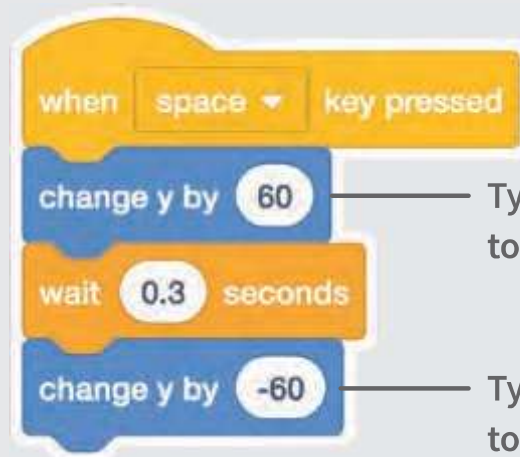 when space key pressed
change y by 60
Ty
to
wait 0.3 seconds
change y by -60
Ty
to